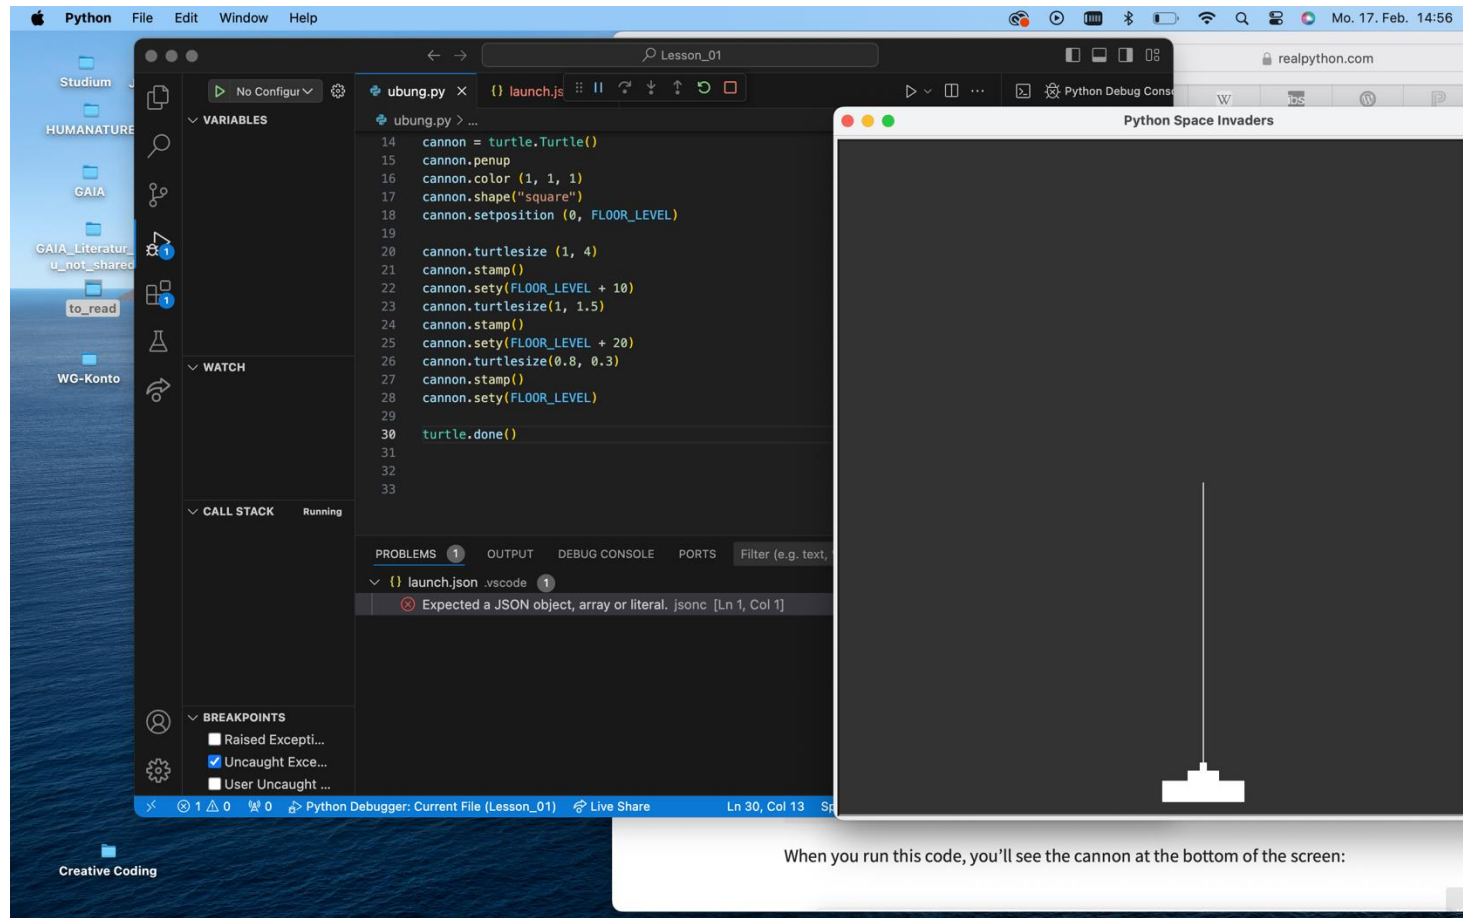 Python File Edit Window Help Mo. 17. Feb. 14:56
Studium
HUMANATURE
GAIA
GAIA_Literatur_
u_not_shared
to_read
WG-Konto
Creative Coding
Lesson_01
No Configur
ubung.py
launch.js
Python Debug Cons
ubung.py > ...
VARIABLES
14 cannon = turtle.Turtle()
15 cannon.penup
16 cannon.color (1, 1, 1)
17 cannon.shape("square")
18 cannon.setposition (0, FLOOR_LEVEL)
19
20 cannon.turtlesize (1, 4)
21 cannon.stamp()
22 cannon.sety(FLOOR_LEVEL + 10)
23 cannon.turtlesize(1, 1.5)
24 cannon.stamp()
25 cannon.sety(FLOOR_LEVEL + 20)
26 cannon.turtlesize(0.8, 0.3)
27 cannon.stamp()
28 cannon.sety(FLOOR_LEVEL)
29
30 turtle.done()
31
32
33
WATCH
CALL STACK Running
BREAKPOINTS
Raised Excepti...
Uncaught Exce...
User Uncaught ...
1
1
PROBLEMS 1 OUTPUT DEBUG CONSOLE PORTS Filter (e.g. text,
{} launch.json .vscode 1
Expected a JSON object, array or literal. jsonc [Ln 1, Col 1]
1 0 0 Python Debugger: Current File (Lesson_01) Live Share Ln 30, Col 13 Sp
realpython.com
W ibs P
Python Space Invaders
When you run this code, you’ll see the cannon at the bottom of the screen: